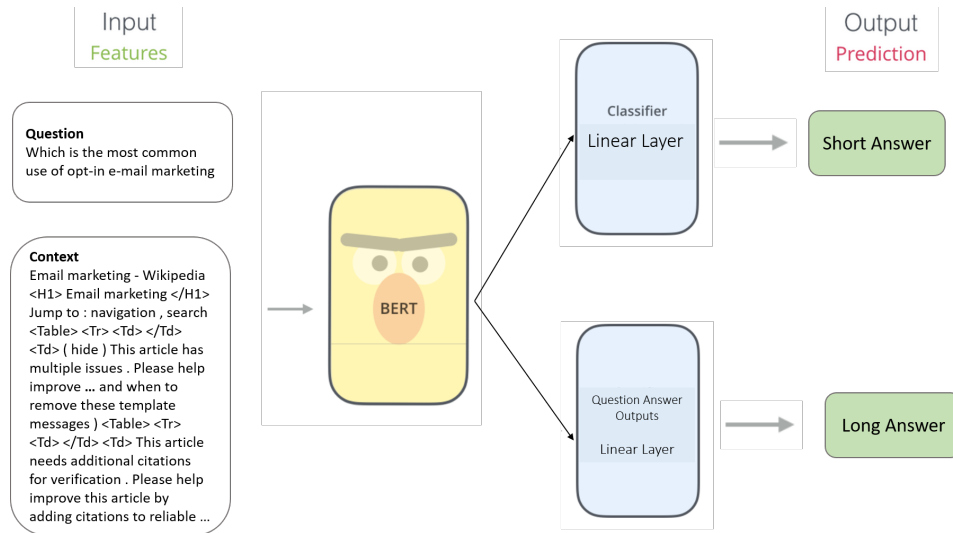 Input
Features
Question
Which is the most common
use of opt-in e-mail marketing
Context
Email marketing - Wikipedia
<H1> Email marketing </H1>
Jump to : navigation , search
<Table> <Tr> <Td> </Td>
<Td> ( hide ) This article has
multiple issues . Please help
improve ... and when to
remove these template
messages ) <Table> <Tr>
<Td> </Td> <Td> This article
needs additional citations
for verification . Please help
improve this article by
adding citations to reliable ...
BERT
Classifier
Linear Layer
Question Answer
Outputs
Linear Layer
Output
Prediction
Short Answer
Long Answer